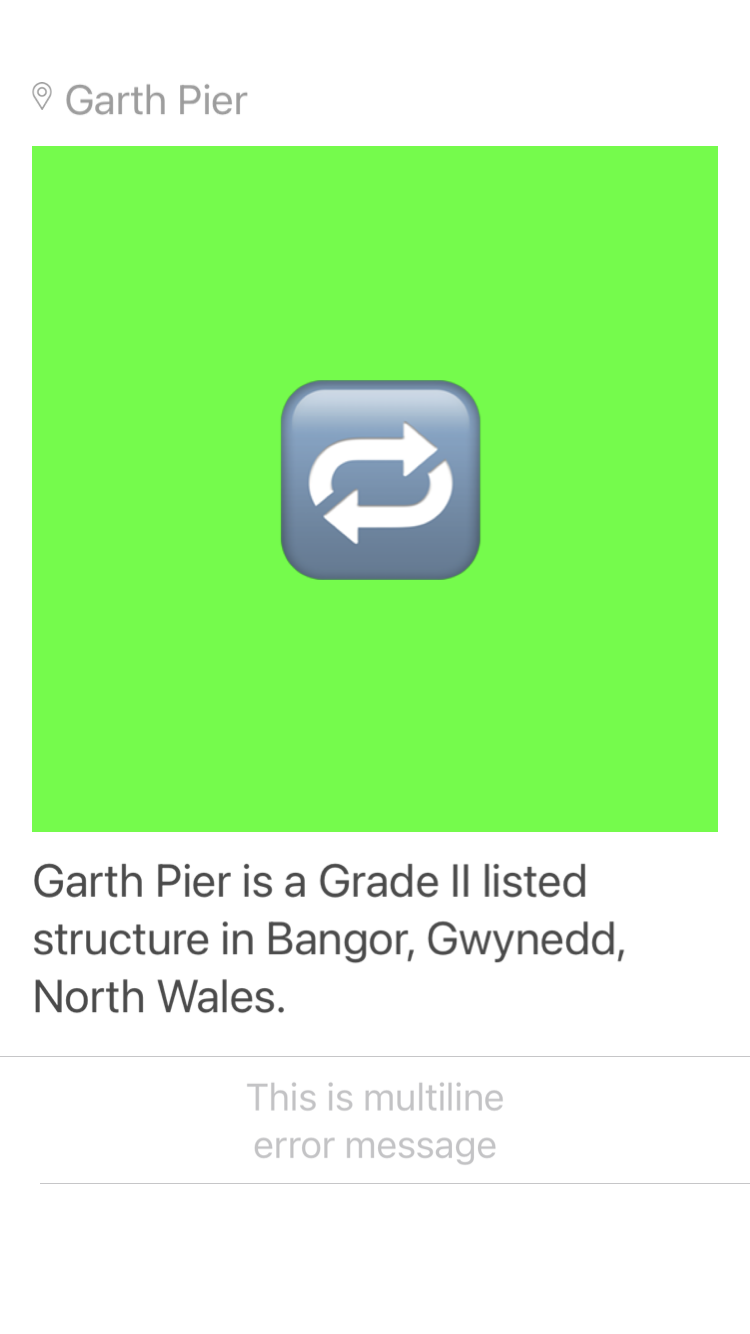 Garth Pier
Garth Pier is a Grade II listed
structure in Bangor, Gwynedd,
North Wales.
This is multiline
error message